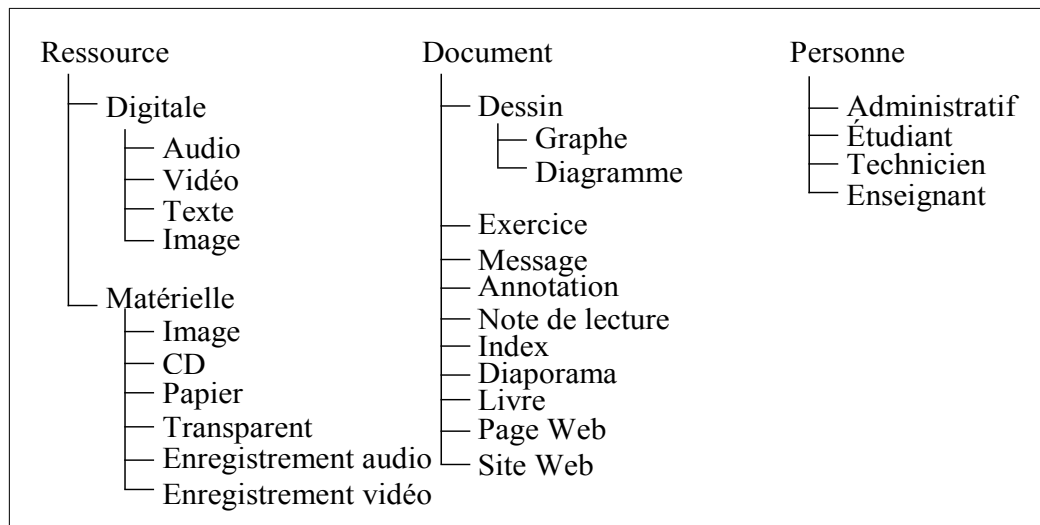 Ressource
Digitale
Audio
Vidéo
Texte
Image
Matérielle
Image
CD
Papier
Transparent
Enregistrement audio
Enregistrement vidéo
Document
Dessin
Graphe
Diagramme
Exercice
Message
Annotation
Note de lecture
Index
Diaporama
Livre
Page Web
Site Web
Personne
Administratif
Étudiant
Technicien
Enseignant